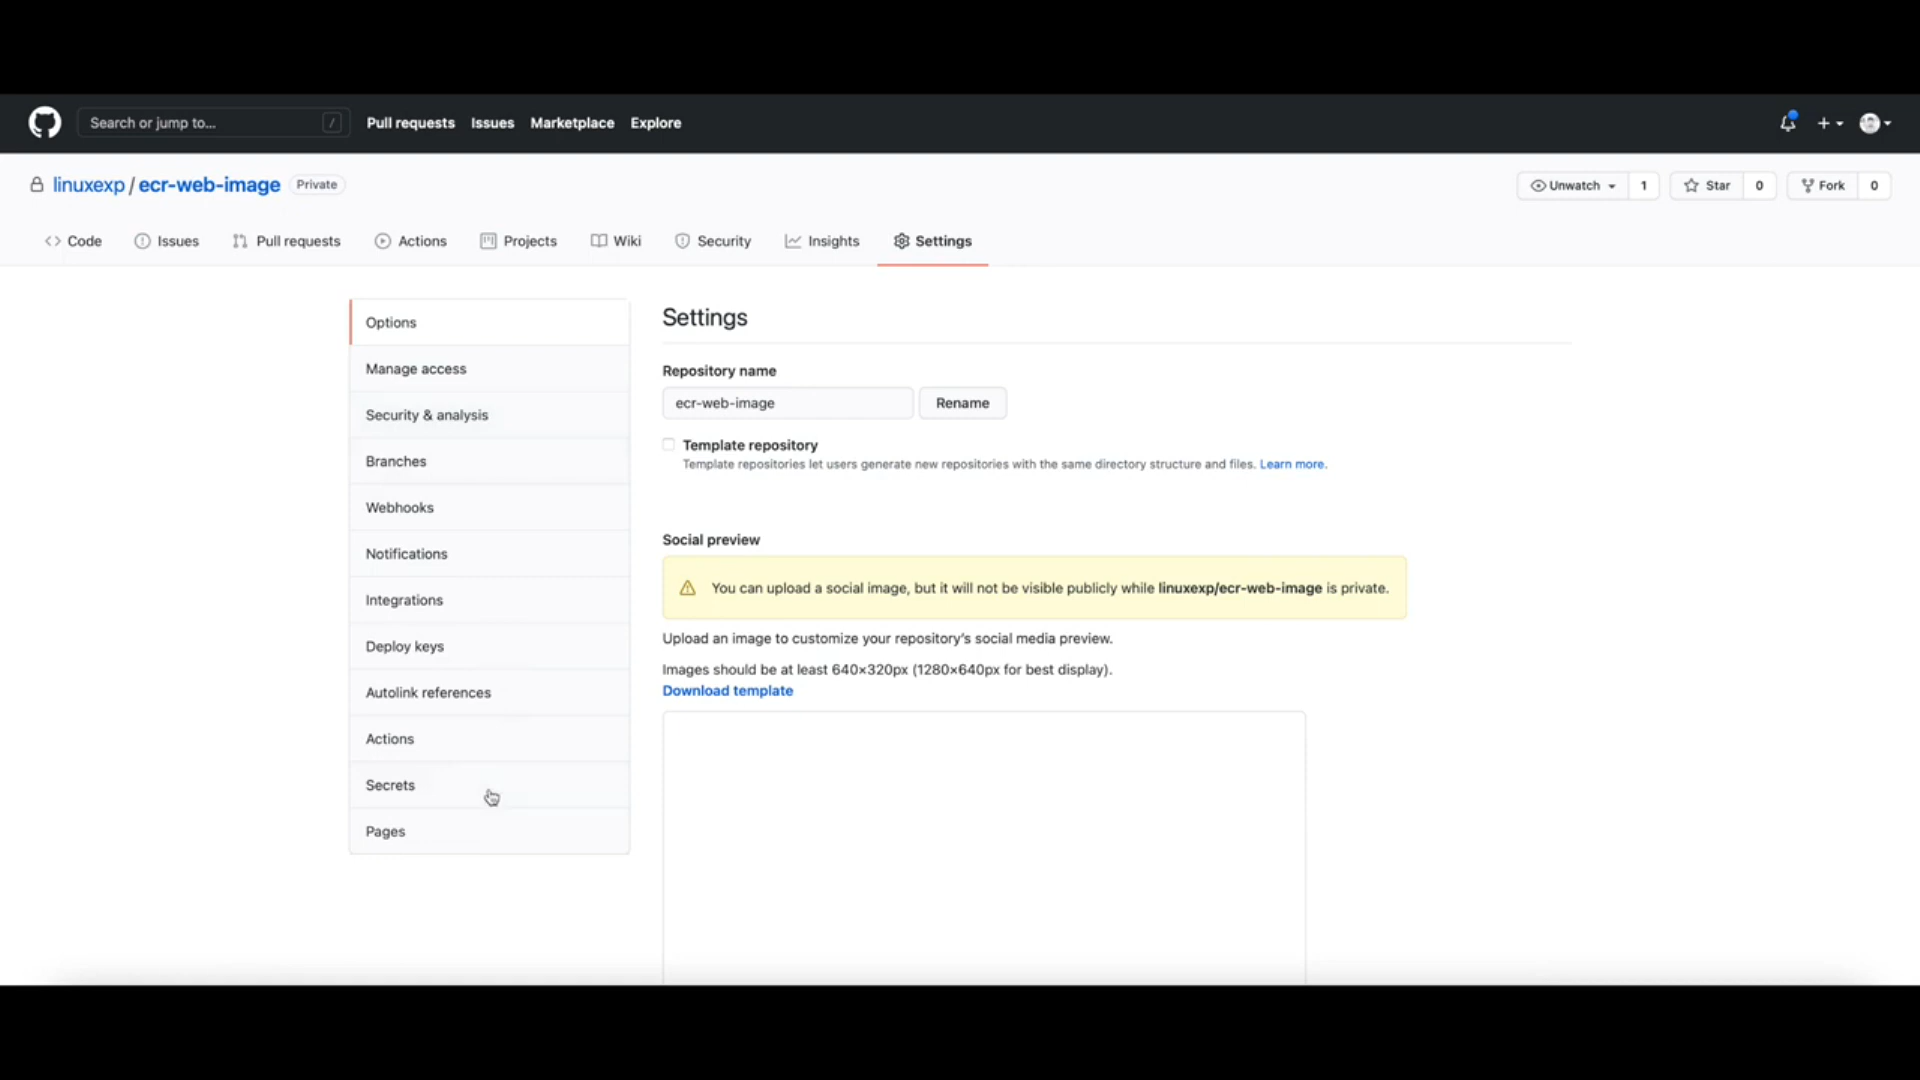 Search or jump to... /
Pull requests Issues Marketplace Explore
linuxexp / ecr-web-image Private
Unwatch 1 Star 0 Fork 0
Code Issues Pull requests Actions Projects Wiki Security Insights Settings
Options
Manage access
Security & analysis
Branches
Webhooks
Notifications
Integrations
Deploy keys
Autolink references
Actions
Secrets
Pages
Settings
Repository name
ecr-web-image Rename
Template repository
Template repositories let users generate new repositories with the same directory structure and files. Learn more.
Social preview
You can upload a social image, but it will not be visible publicly while linuxexp/ecr-web-image is private.
Upload an image to customize your repository's social media preview.
Images should be at least 640×320px (1280×640px for best display).
Download template